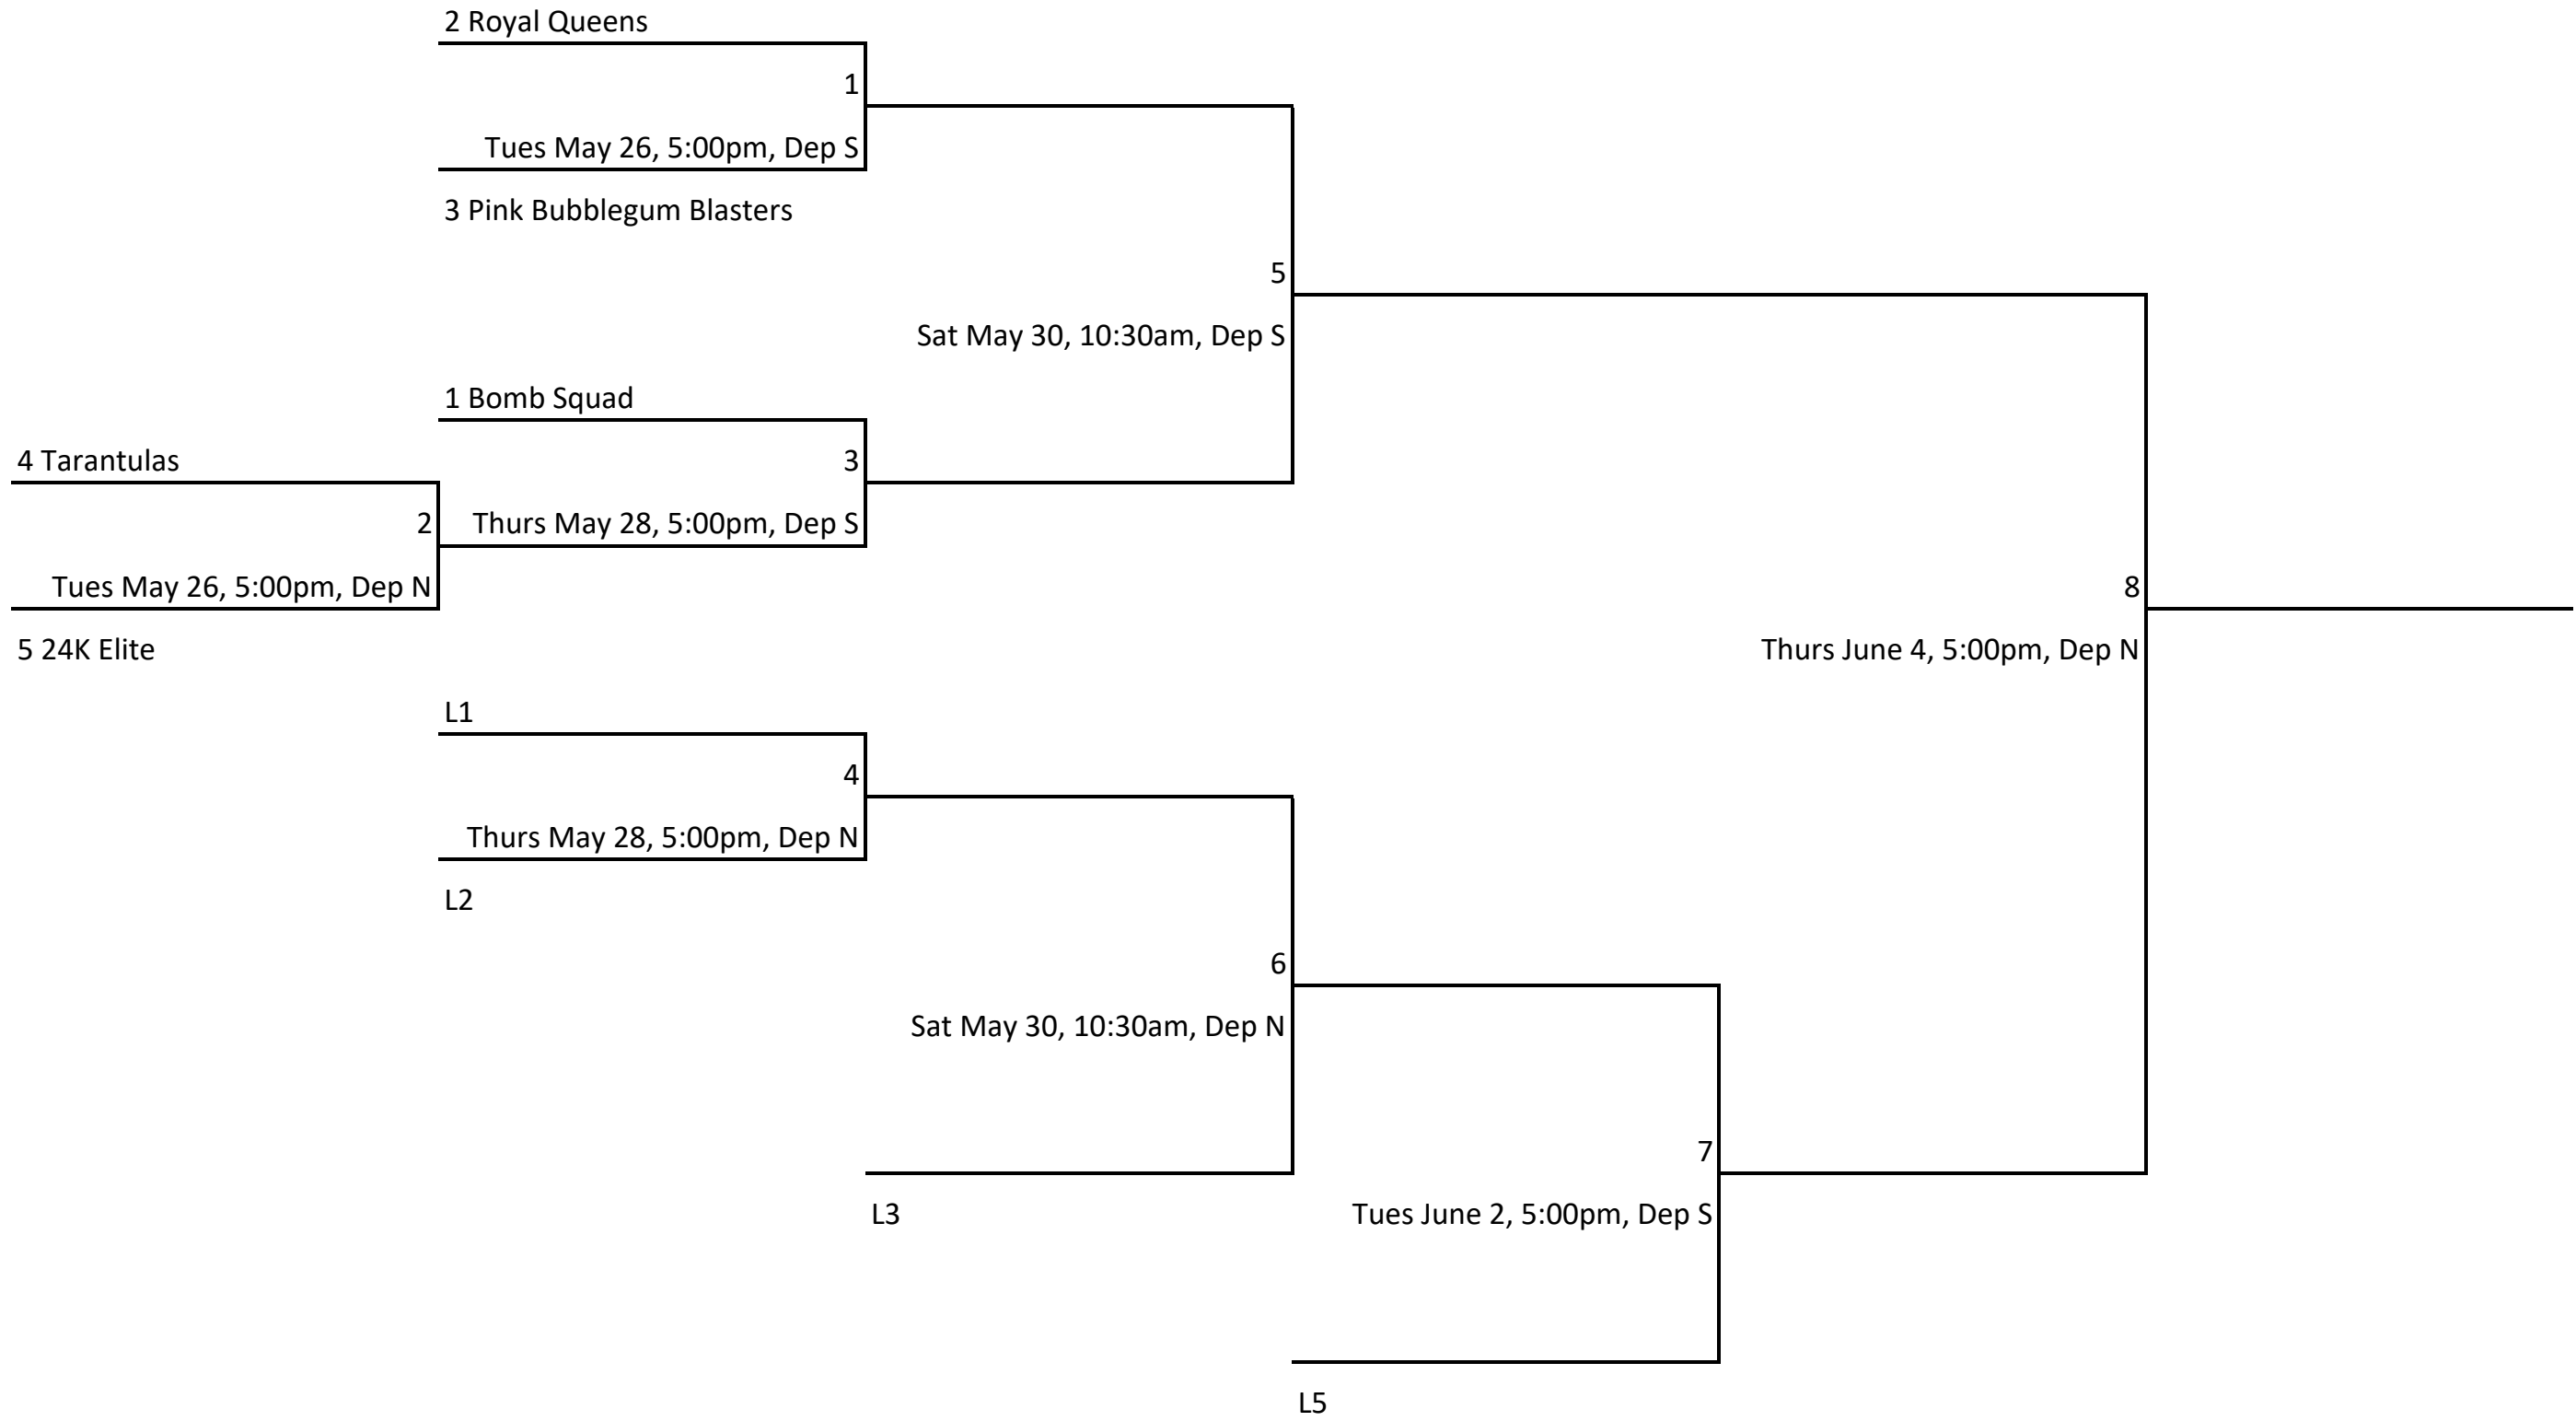 2 Royal Queens
1
Tues May 26, 5:00pm, Dep S
3 Pink Bubblegum Blasters
5
Sat May 30, 10:30am, Dep S
1 Bomb Squad
4 Tarantulas
3
2
Thurs May 28, 5:00pm, Dep S
Tues May 26, 5:00pm, Dep N
8
5 24K Elite
Thurs June 4, 5:00pm, Dep N
L1
4
Thurs May 28, 5:00pm, Dep N
L2
6
Sat May 30, 10:30am, Dep N
7
L3
Tues June 2, 5:00pm, Dep S
L5